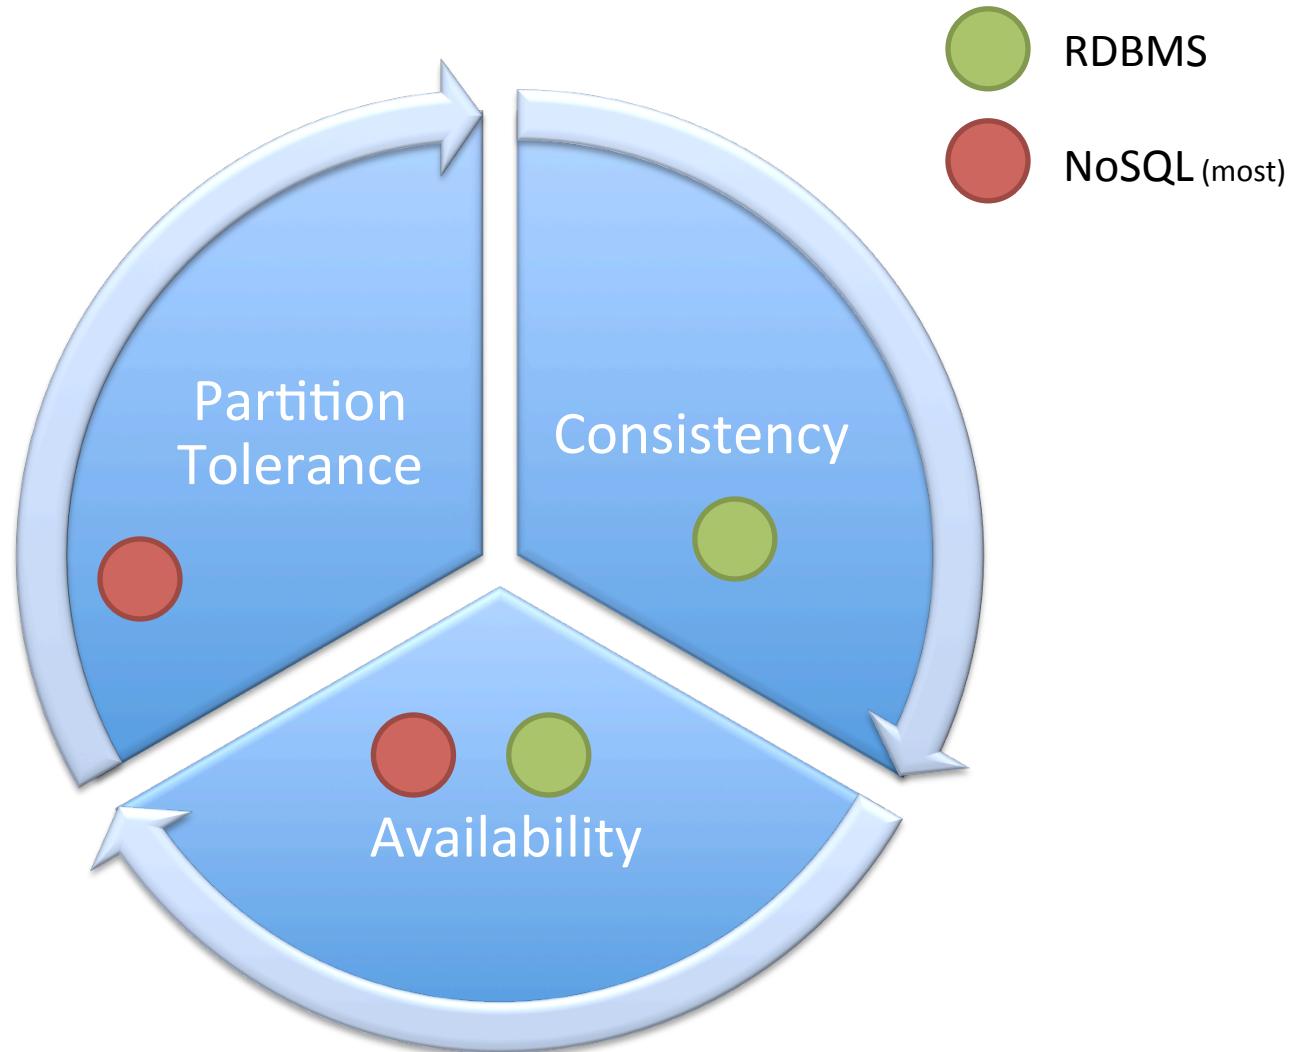 RDBMS
NoSQL (most)
Partition
Tolerance
Consistency
Availability